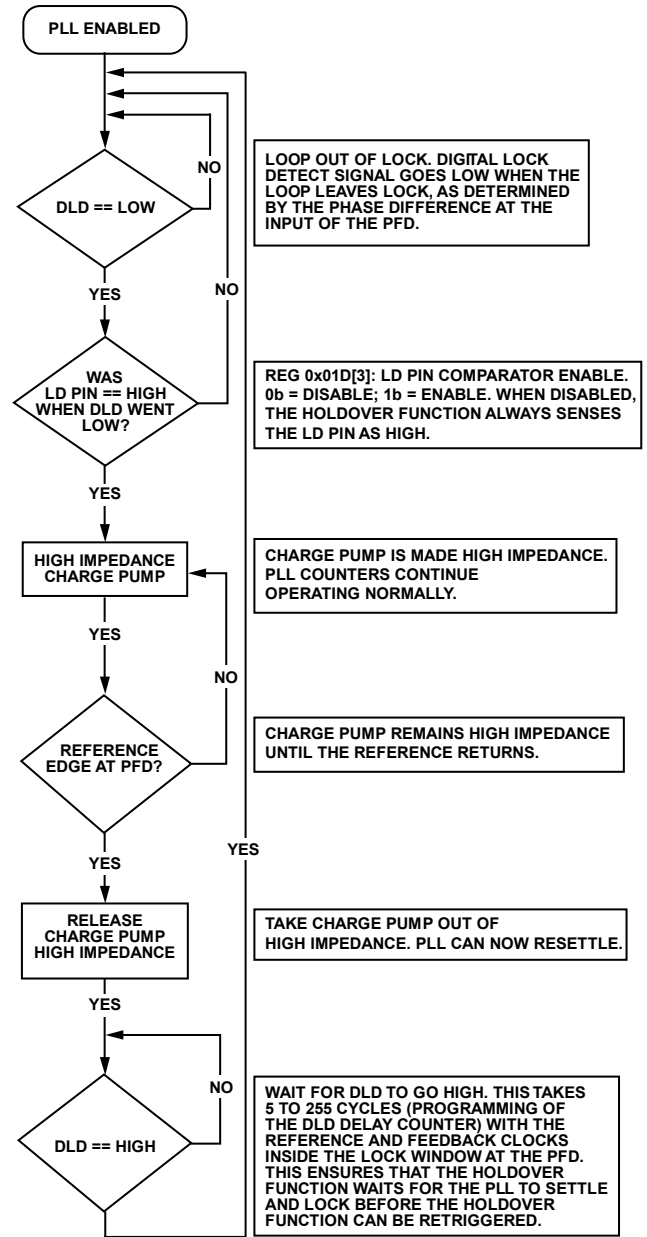 PLL ENABLED
NO
DLD == LOW
LOOP OUT OF LOCK. DIGITAL LOCK
DETECT SIGNAL GOES LOW WHEN THE
LOOP LEAVES LOCK, AS DETERMINED
BY THE PHASE DIFFERENCE AT THE
INPUT OF THE PFD.
YES
NO
WAS
LD PIN == HIGH
WHEN DLD WENT
LOW?
REG 0x01D[3]: LD PIN COMPARATOR ENABLE.
0b = DISABLE; 1b = ENABLE. WHEN DISABLED,
THE HOLDOVER FUNCTION ALWAYS SENSES
THE LD PIN AS HIGH.
YES
HIGH IMPEDANCE
CHARGE PUMP
CHARGE PUMP IS MADE HIGH IMPEDANCE.
PLL COUNTERS CONTINUE
OPERATING NORMALLY.
YES
NO
REFERENCE
EDGE AT PFD?
CHARGE PUMP REMAINS HIGH IMPEDANCE
UNTIL THE REFERENCE RETURNS.
YES
YES
RELEASE
CHARGE PUMP
HIGH IMPEDANCE
TAKE CHARGE PUMP OUT OF
HIGH IMPEDANCE. PLL CAN NOW RESETTLE.
YES
NO
DLD == HIGH
WAIT FOR DLD TO GO HIGH. THIS TAKES
5 TO 255 CYCLES (PROGRAMMING OF
THE DLD DELAY COUNTER) WITH THE
REFERENCE AND FEEDBACK CLOCKS
INSIDE THE LOCK WINDOW AT THE PFD.
THIS ENSURES THAT THE HOLDOVER
FUNCTION WAITS FOR THE PLL TO SETTLE
AND LOCK BEFORE THE HOLDOVER
FUNCTION CAN BE RETRIGGERED.